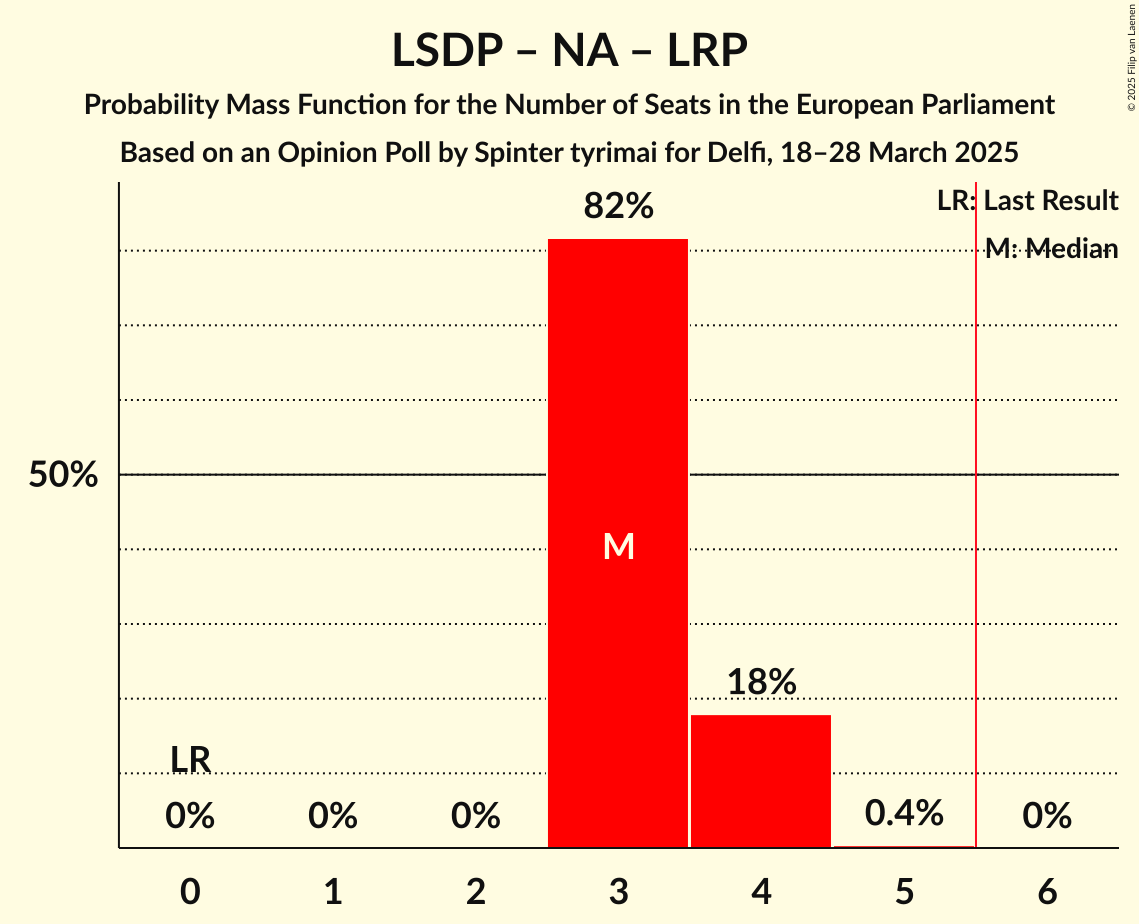 LSDP – NA – LRP
Probability Mass Function for the Number of Seats in the European Parliament
Based on an Opinion Poll by Spinter tyrimai for Delfi, 18–28 March 2025
© 2025 Filip van Laenen
LR: Last Result
M: Median
82%
50%
M
18%
LR
0%
0%
0%
0.4%
0%
0
1
2
3
4
5
6